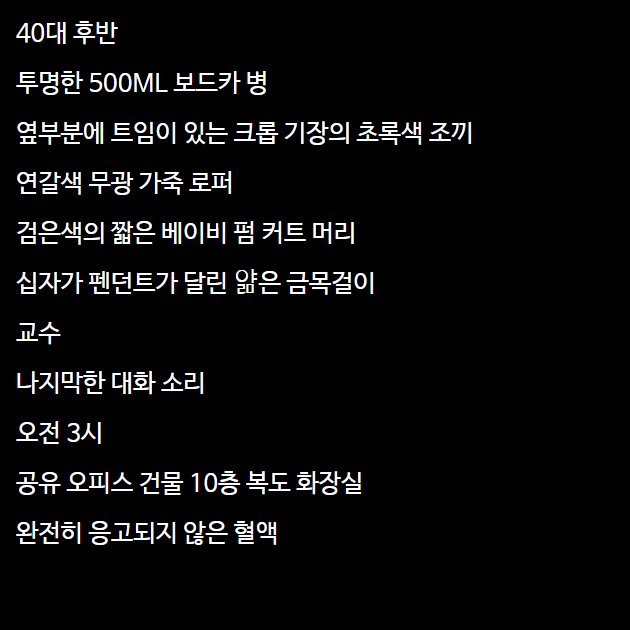 40대 후반
투명한 500ML 보드카 병
옆부분에 트임이 있는 크롭 기장의 초록색 조끼
연갈색 무광 가죽 로퍼
검은색의 짧은 베이비 펌 커트 머리
십자가 펜던트가 달린 얇은 금목걸이
교수
나지막한 대화 소리
오전 3시
공유 오피스 건물 10층 복도 화장실
완전히 응고되지 않은 혈액